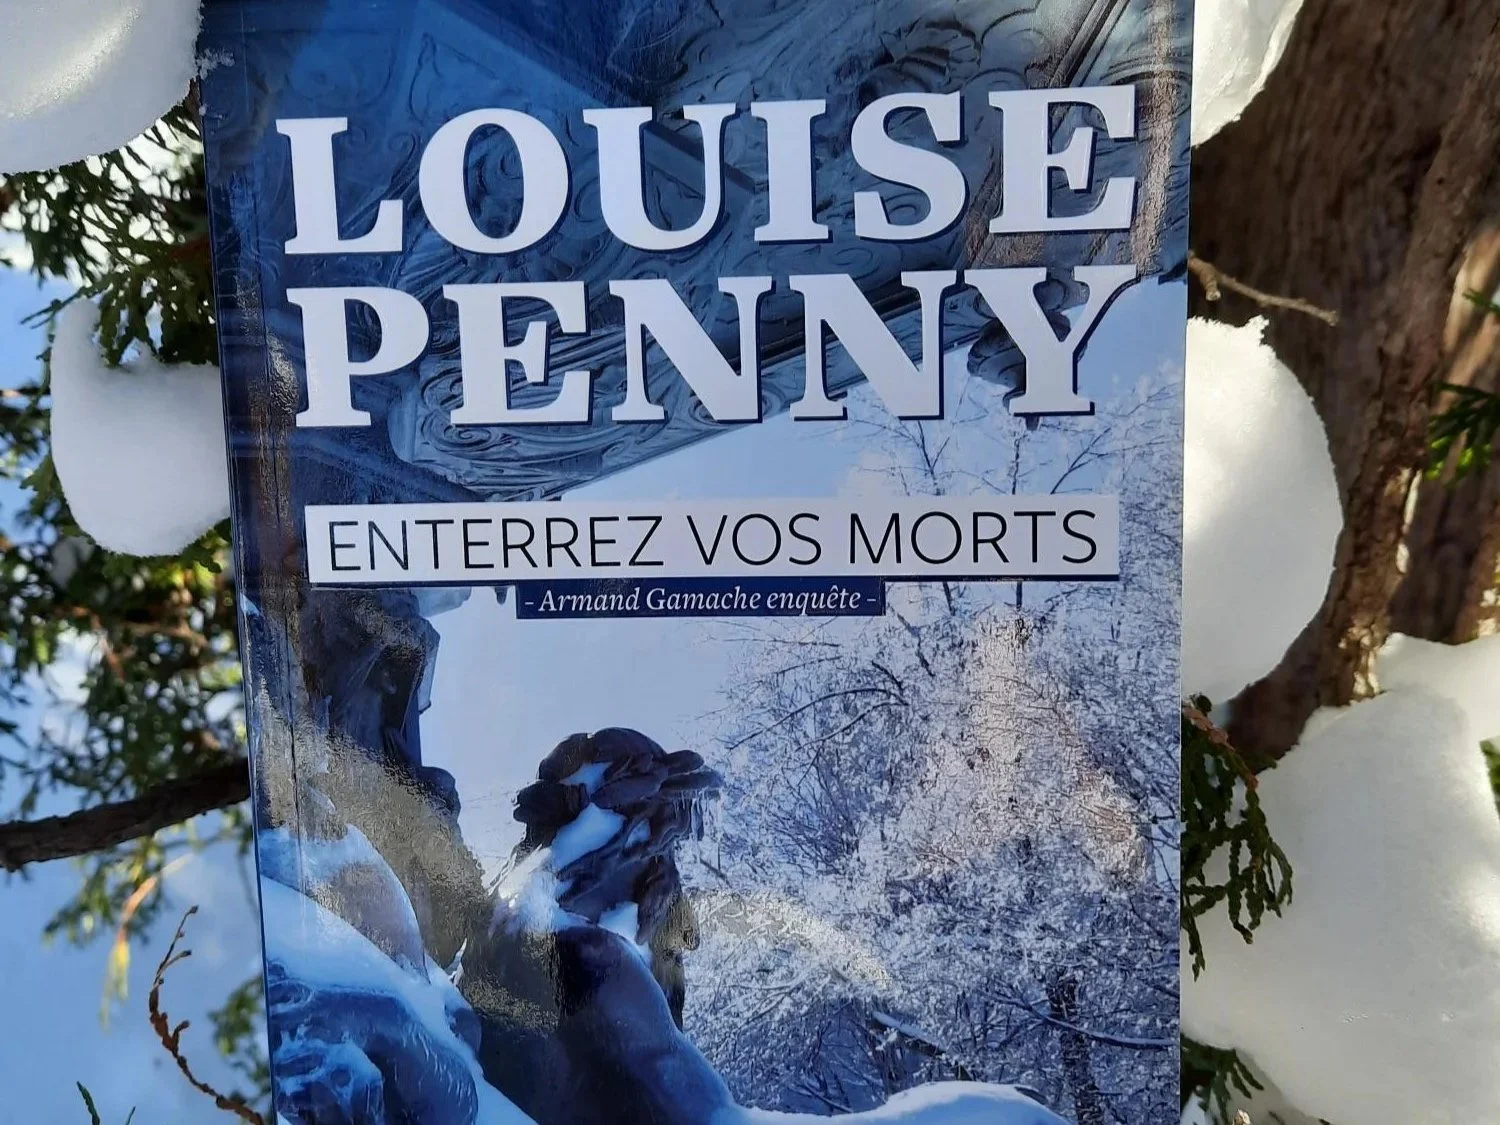 LOUISE
PENNY
ENTERREZ VOS MORTS
- Armand Gamache enquête -